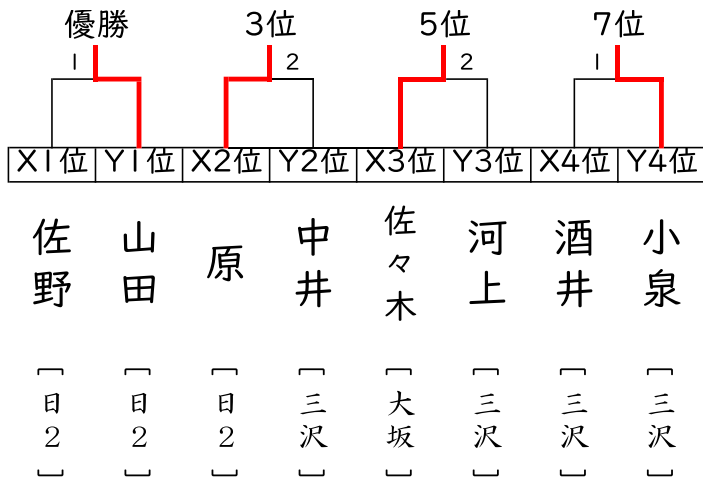 優勝 3位 5位 7位
1 2 2 1
X1位 Y1位 X2位 Y2位 X3位 Y3位 X4位 Y4位
佐野 山田 原 中井 佐々木 河上 酒井 小泉
[日2] [日2] [日2] [三沢] [大坂] [三沢] [三沢] [三沢]